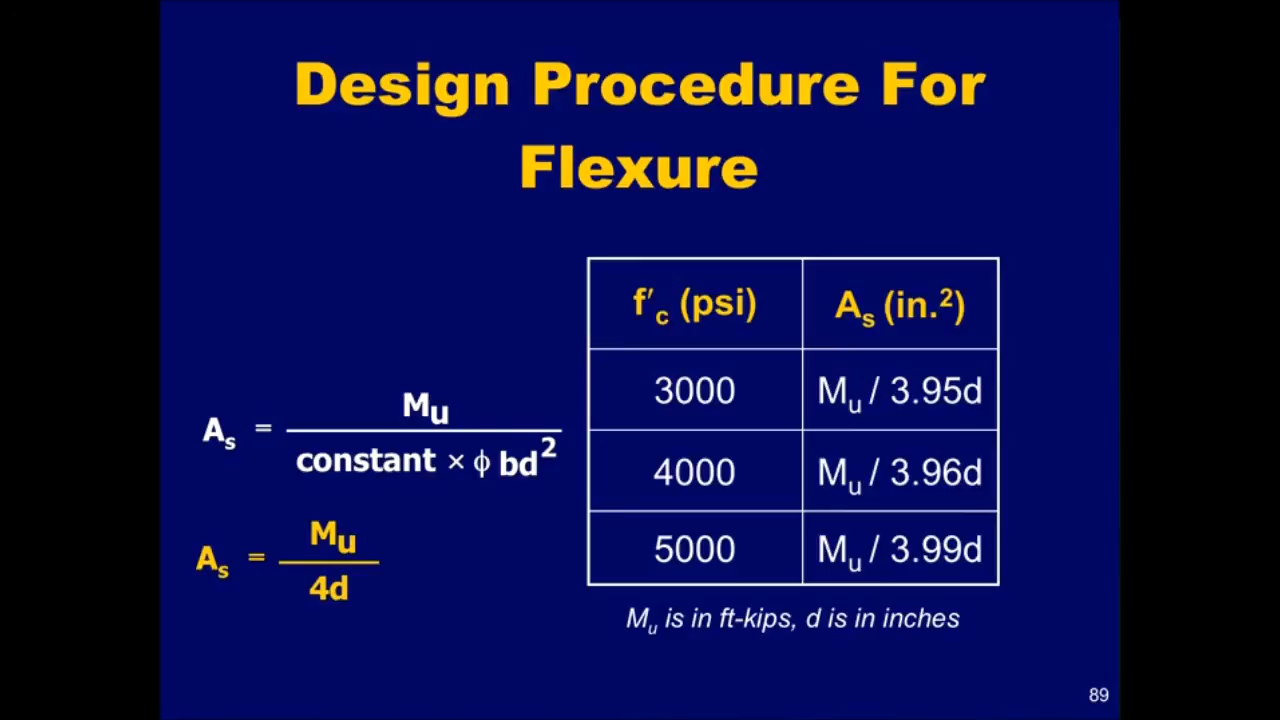 Design Procedure For
Flexure
f′c (psi) As (in.²)
3000 Mu / 3.95d
4000 Mu / 3.96d
5000 Mu / 3.99d
Mu is in ft-kips, d is in inches
As = Mu
constant × ϕ bd²
As = Mu
4d
89